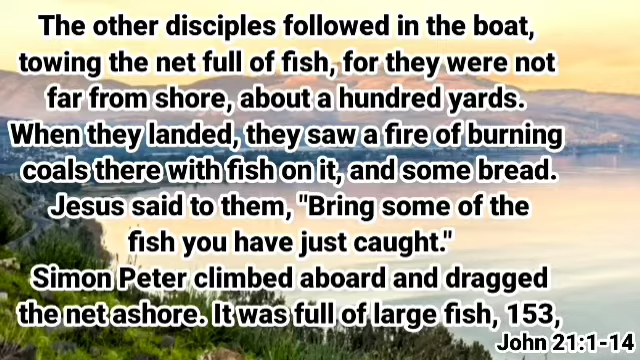 The other disciples followed in the boat,
towing the net full of fish, for they were not
far from shore, about a hundred yards.
When they landed, they saw a fire of burning
coals there with fish on it, and some bread.
Jesus said to them, "Bring some of the
fish you have just caught."
Simon Peter climbed aboard and dragged
the net ashore. It was full of large fish, 153,
John 21:1-14